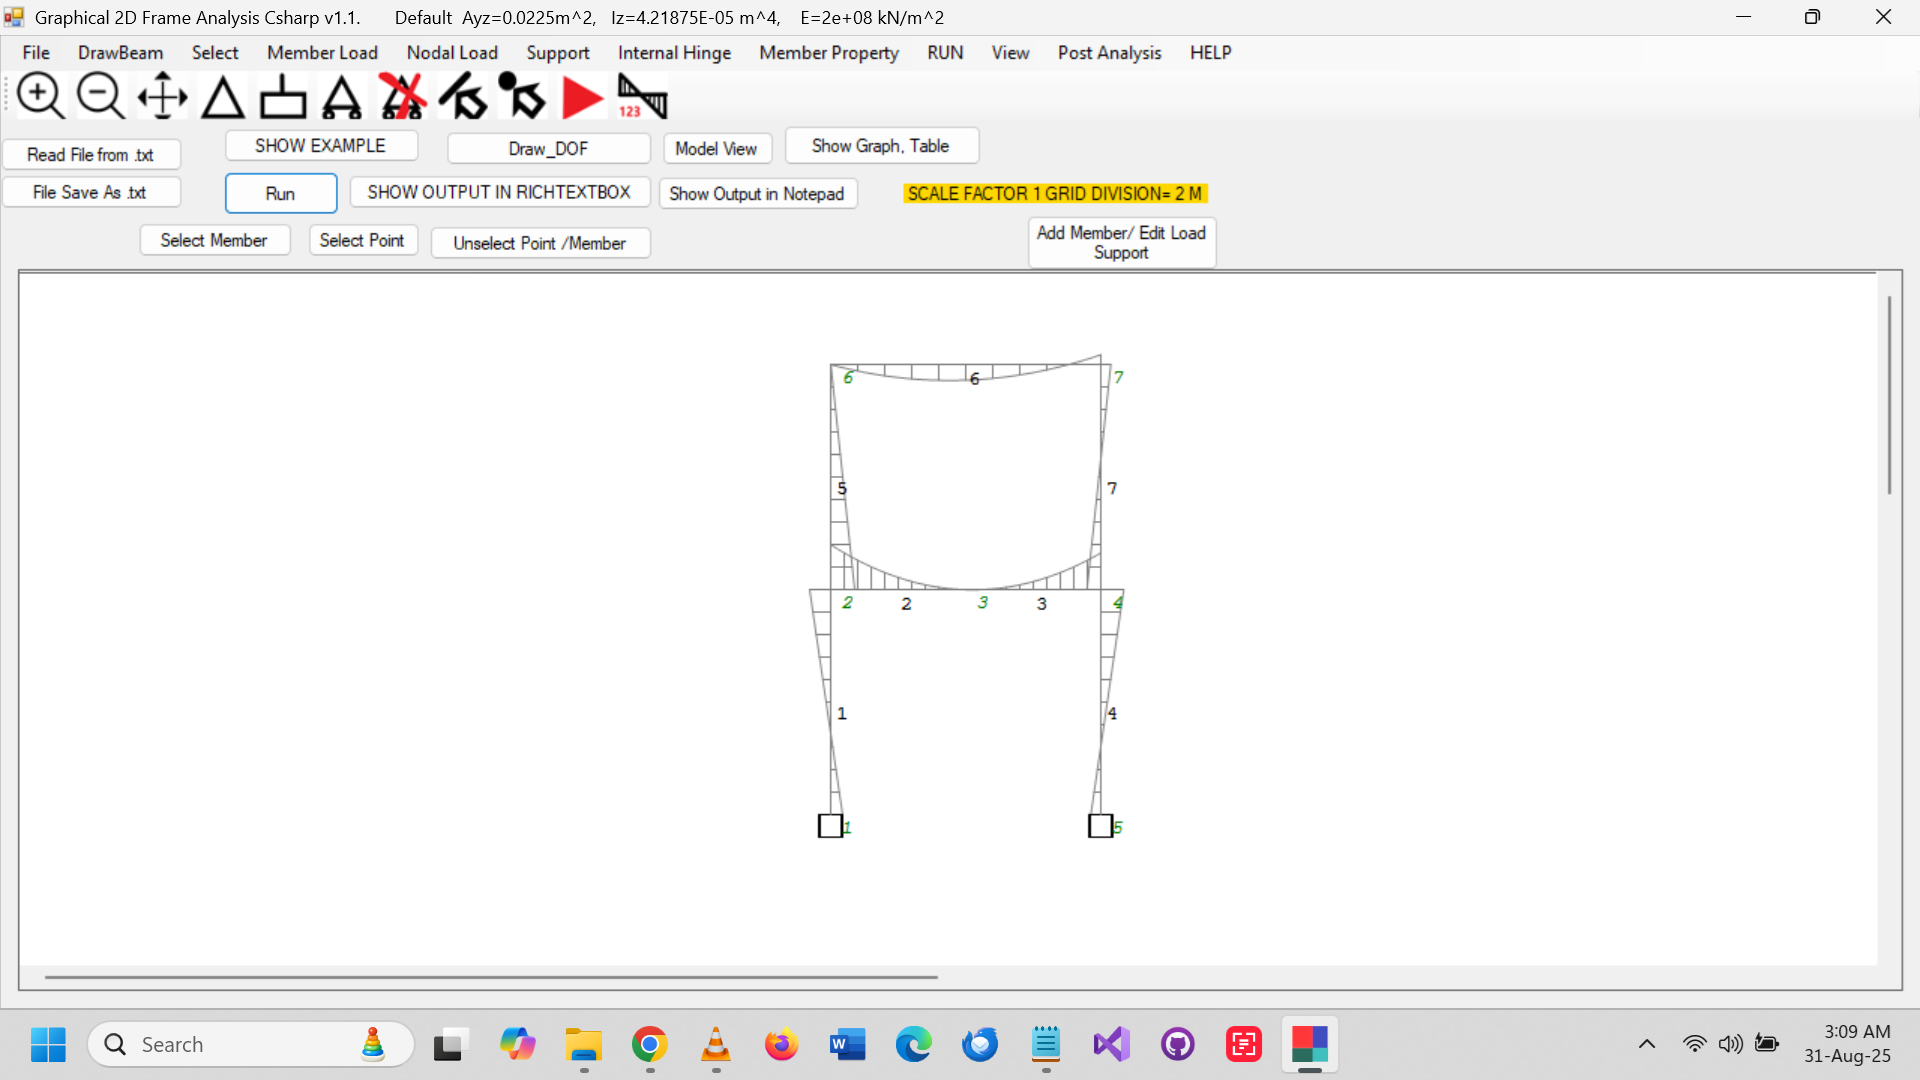 Graphical 2D Frame Analysis Csharp v1.1.   Default  Ayz=0.0225m^2,   Iz=4.21875E-05 m^4,   E=2e+08 kN/m^2
File DrawBeam Select Member Load Nodal Load Support Internal Hinge Member Property RUN View Post Analysis HELP
123
Read File from .txt
SHOW EXAMPLE
Draw_DOF
Model View
Show Graph, Table
File Save As .txt
Run
SHOW OUTPUT IN RICHTEXTBOX
Show Output in Notepad
SCALE FACTOR 1 GRID DIVISION= 2 M
Select Member
Select Point
Unselect Point /Member
Add Member/ Edit Load
Support
6 6 7
5 7
2 2 3 3 4
1 4
1 5
Search
3:09 AM
31-Aug-25